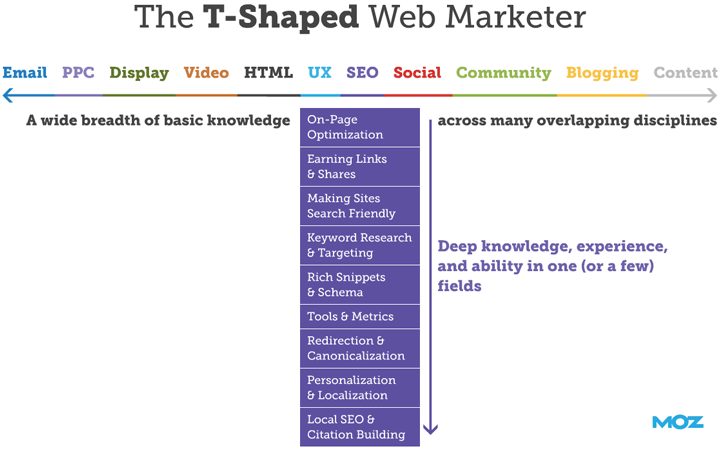 The T-Shaped Web Marketer
Email PPC Display Video HTML UX SEO Social Community Blogging Content
A wide breadth of basic knowledge
across many overlapping disciplines
On-Page
Optimization
Earning Links
& Shares
Making Sites
Search Friendly
Keyword Research
& Targeting
Rich Snippets
& Schema
Tools & Metrics
Redirection &
Canonicalization
Personalization
& Localization
Local SEO &
Citation Building
Deep knowledge, experience,
and ability in one (or a few)
fields
MOZ